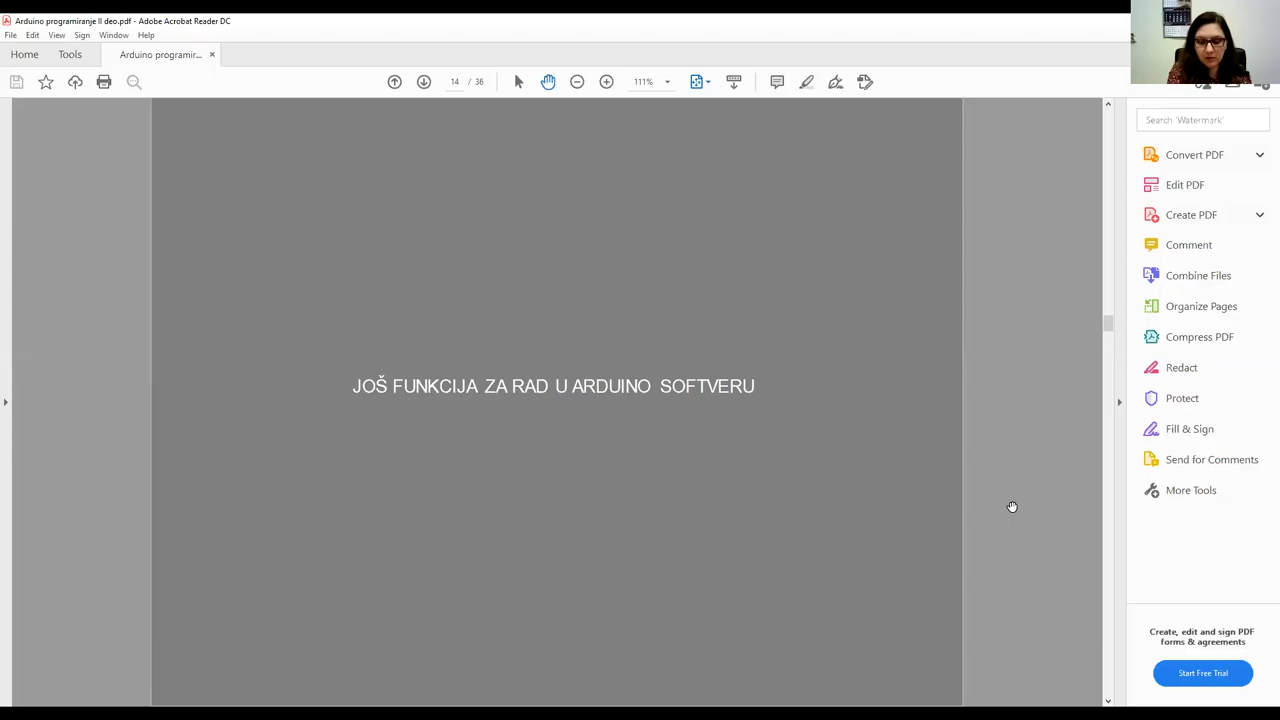 Arduino programiranje II deo.pdf - Adobe Acrobat Reader DC
File Edit View Sign Window Help
Home Tools Arduino programir... ×
14 / 36 111%
Search 'Watermark'
Convert PDF
Edit PDF
Create PDF
Comment
Combine Files
Organize Pages
Compress PDF
Redact
Protect
Fill & Sign
Send for Comments
More Tools
JOŠ FUNKCIJA ZA RAD U ARDUINO SOFTVERU
Create, edit and sign PDF
forms & agreements
Start Free Trial